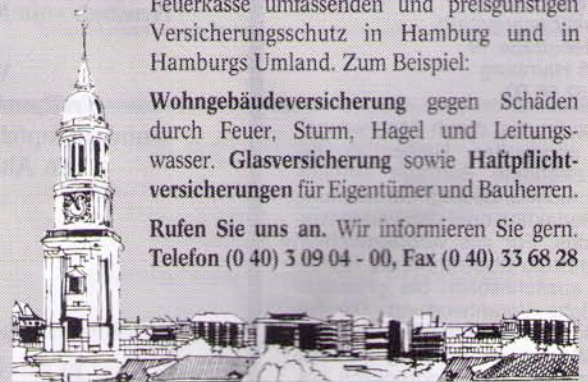 Feuerkasse umfassenden und preisgünstigen
Versicherungsschutz in Hamburg und in
Hamburgs Umland. Zum Beispiel:
Wohngebäudeversicherung gegen Schäden
durch Feuer, Sturm, Hagel und Leitungs-
wasser. Glasversicherung sowie Haftpflicht-
versicherungen für Eigentümer und Bauherren.
Rufen Sie uns an. Wir informieren Sie gern.
Telefon (0 40) 3 09 04 - 00, Fax (0 40) 33 68 28